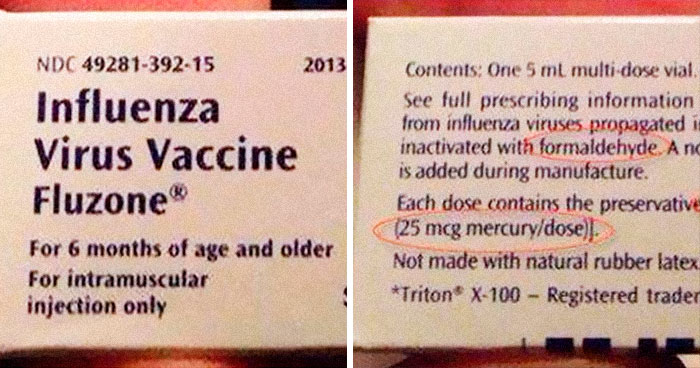 NDC 49281-392-15 2013
Influenza
Virus Vaccine
Fluzone®
For 6 months of age and older
For intramuscular
injection only
Contents: One 5 mL multi-dose vial.
See full prescribing information
from influenza viruses propagated
inactivated with formaldehyde. A
is added during manufacture.
Each dose contains the preservative
(25 mcg mercury/dose)].
Not made with natural rubber latex.
*Triton® X-100 – Registered